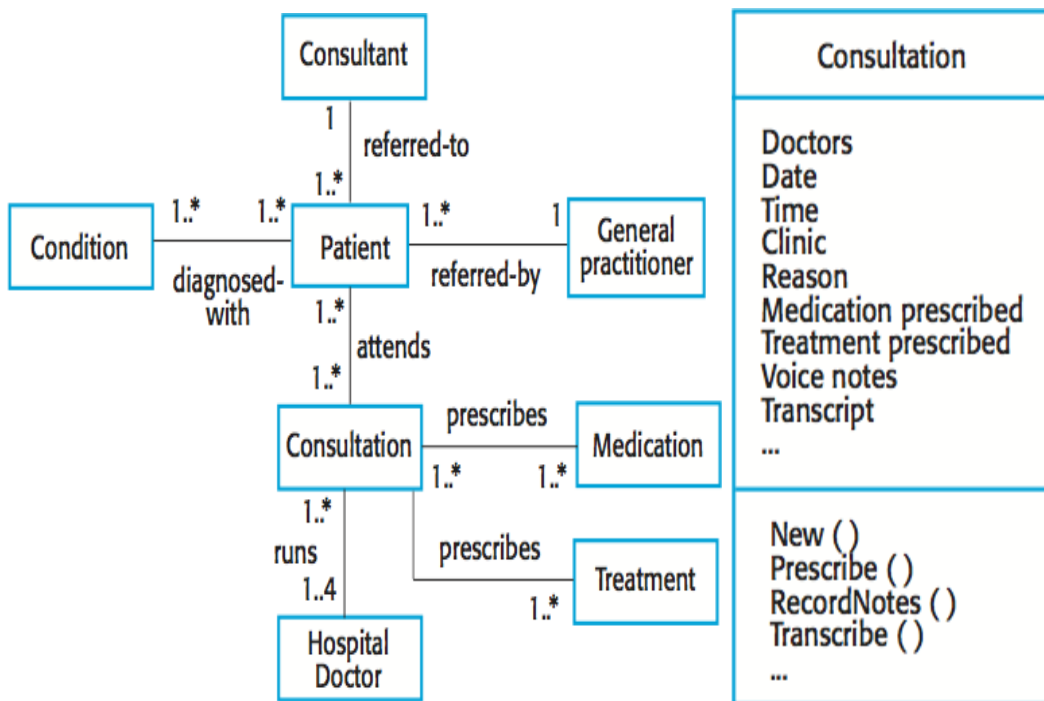 Consultant
1
referred-to
1..*
1..*
1..*
Condition
diagnosed-
with
Patient
1..*
1
referred-by
General
practitioner
1..*
attends
1..*
Consultation
prescribes
1..*
1..*
Medication
1..*
runs
1..4
prescribes
1..*
Treatment
Hospital
Doctor
Consultation
Doctors
Date
Time
Clinic
Reason
Medication prescribed
Treatment prescribed
Voice notes
Transcript
...
New ( )
Prescribe ( )
RecordNotes ( )
Transcribe ( )
...